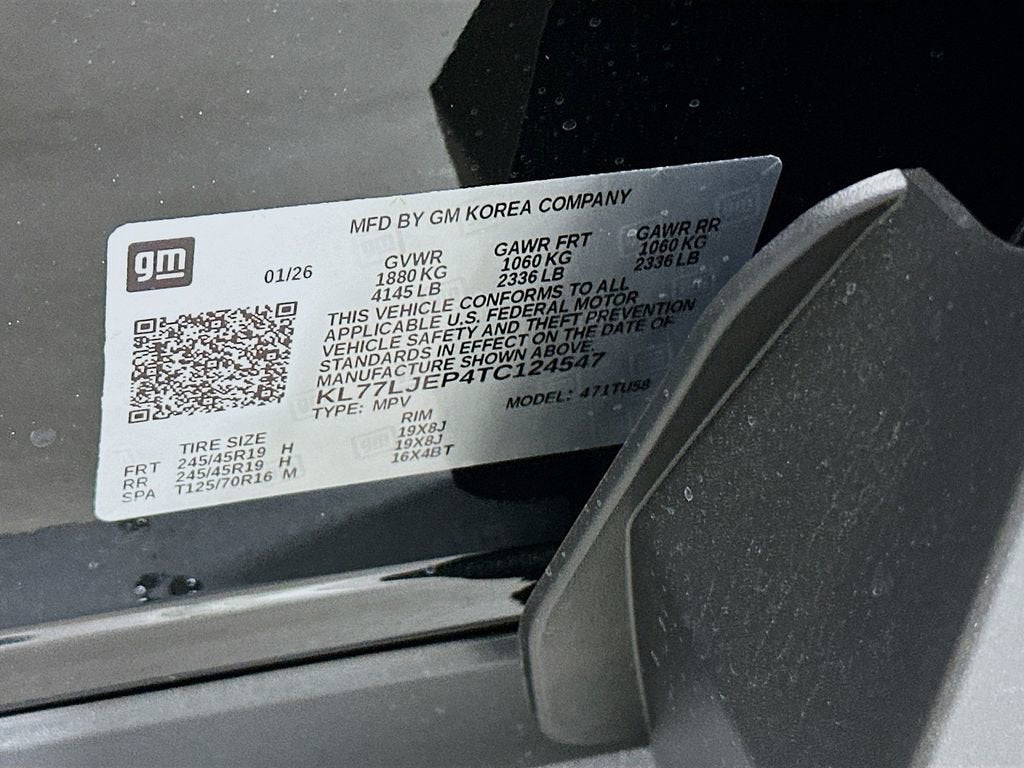 MFD BY GM KOREA COMPANY
gm
01/26
GVWR GAWR FRT GAWR RR
1880 KG 1060 KG 1060 KG
4145 LB 2336 LB 2336 LB
THIS VEHICLE CONFORMS TO ALL
APPLICABLE U.S. FEDERAL MOTOR
VEHICLE SAFETY AND THEFT PREVENTION
STANDARDS IN EFFECT ON THE DATE OF
MANUFACTURE SHOWN ABOVE.
KL77LJEP4TC124547
TYPE: MPV MODEL: 471TU58
TIRE SIZE RIM
FRT 245/45R19 H 19X8J
RR 245/45R19 H 19X8J
SPA T125/70R16 M 16X4BT